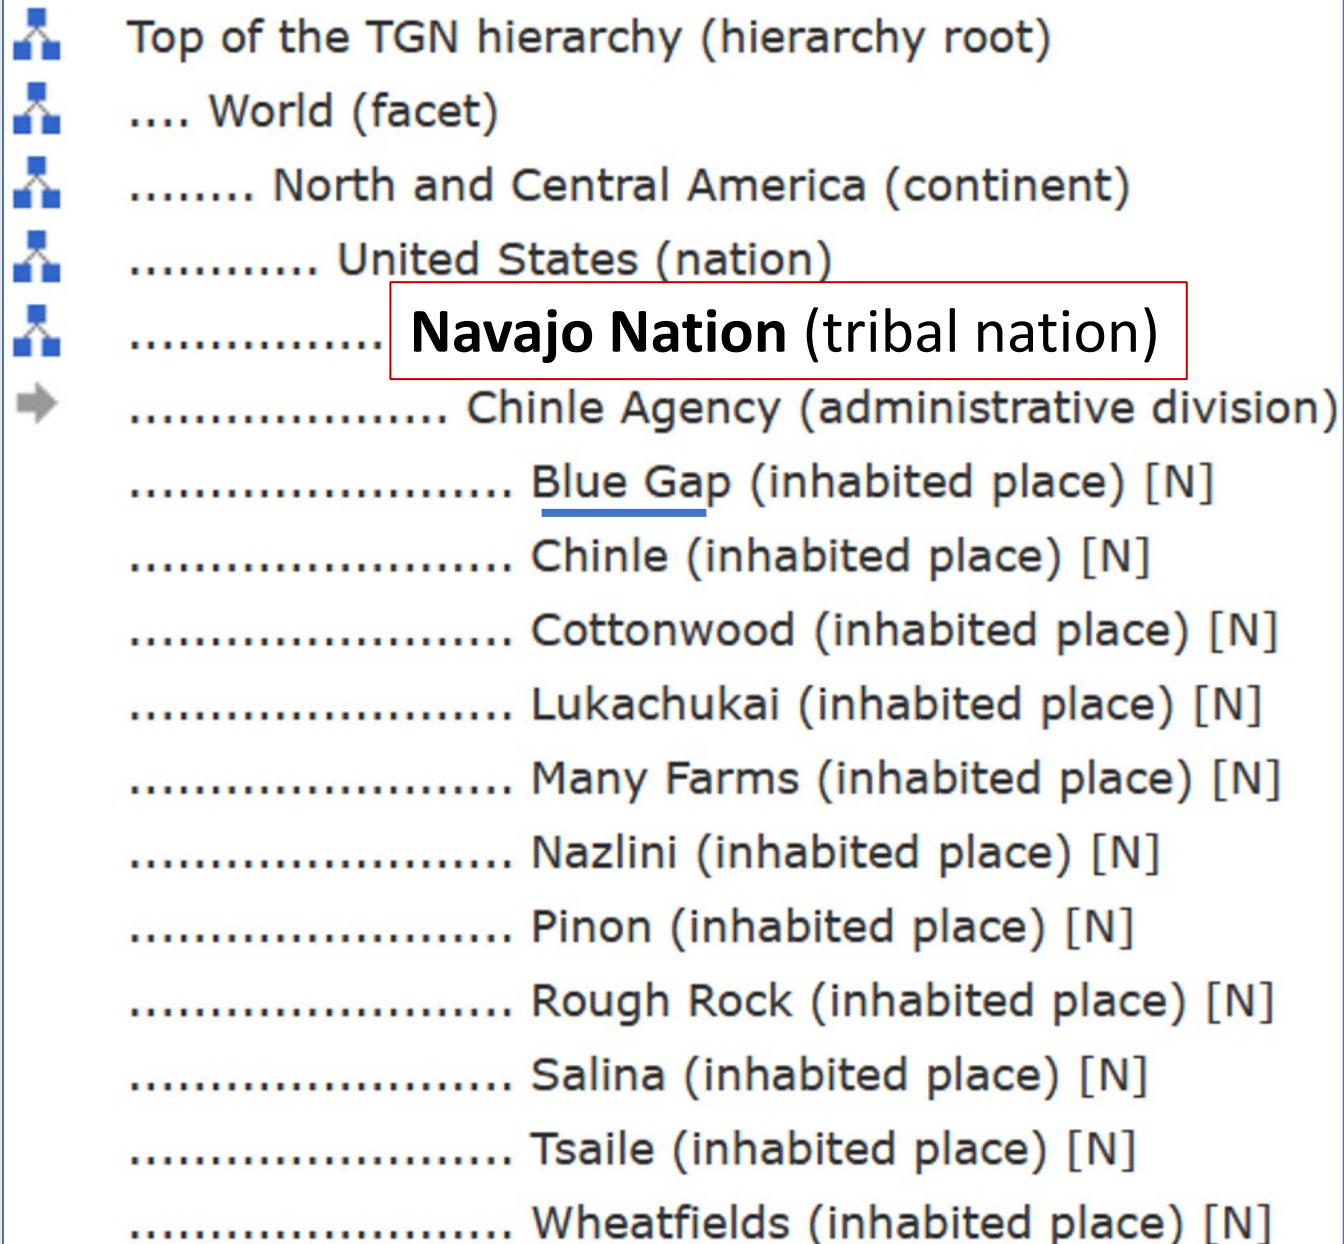 Top of the TGN hierarchy (hierarchy root)
.... World (facet)
........ North and Central America (continent)
............ United States (nation)
................ Navajo Nation (tribal nation)
.................... Chinle Agency (administrative division)
........................ Blue Gap (inhabited place) [N]
........................ Chinle (inhabited place) [N]
........................ Cottonwood (inhabited place) [N]
........................ Lukachukai (inhabited place) [N]
........................ Many Farms (inhabited place) [N]
........................ Nazlini (inhabited place) [N]
........................ Pinon (inhabited place) [N]
........................ Rough Rock (inhabited place) [N]
........................ Salina (inhabited place) [N]
........................ Tsaile (inhabited place) [N]
........................ Wheatfields (inhabited place) [N]